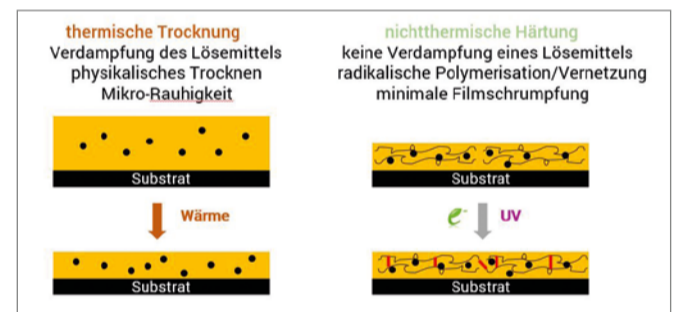 thermische Trocknung
Verdampfung des Lösemittels
physikalisches Trocknen
Mikro-Rauhigkeit
Substrat
Wärme
Substrat
nichtthermische Härtung
keine Verdampfung eines Lösemittels
radikalische Polymerisation/Vernetzung
minimale Filmschrumpfung
Substrat
e UV
Substrat